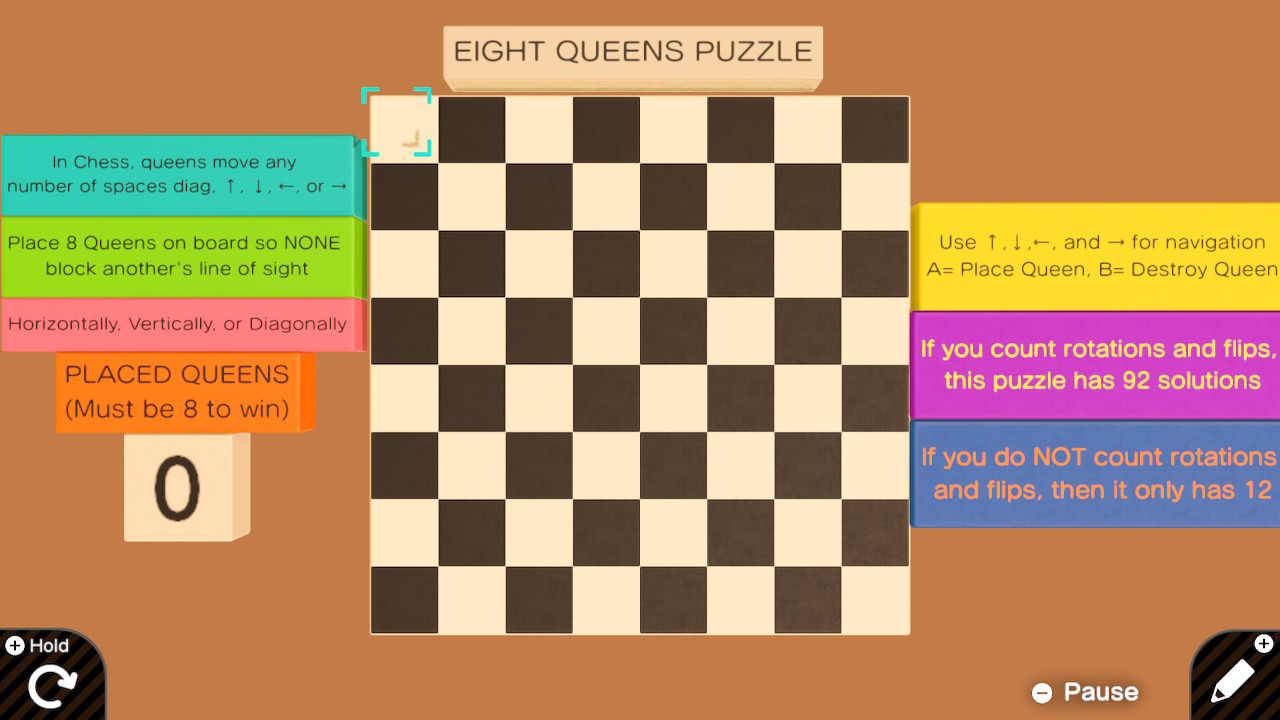 EIGHT QUEENS PUZZLE
In Chess, queens move any
number of spaces diag, ↑, ↓, ←, or →
Place 8 Queens on board so NONE
block another's line of sight
Horizontally, Vertically, or Diagonally
PLACED QUEENS
(Must be 8 to win)
0
Use ↑,↓,←, and → for navigation
A= Place Queen, B= Destroy Queen
If you count rotations and flips,
this puzzle has 92 solutions
If you do NOT count rotations
and flips, then it only has 12
Hold
Pause